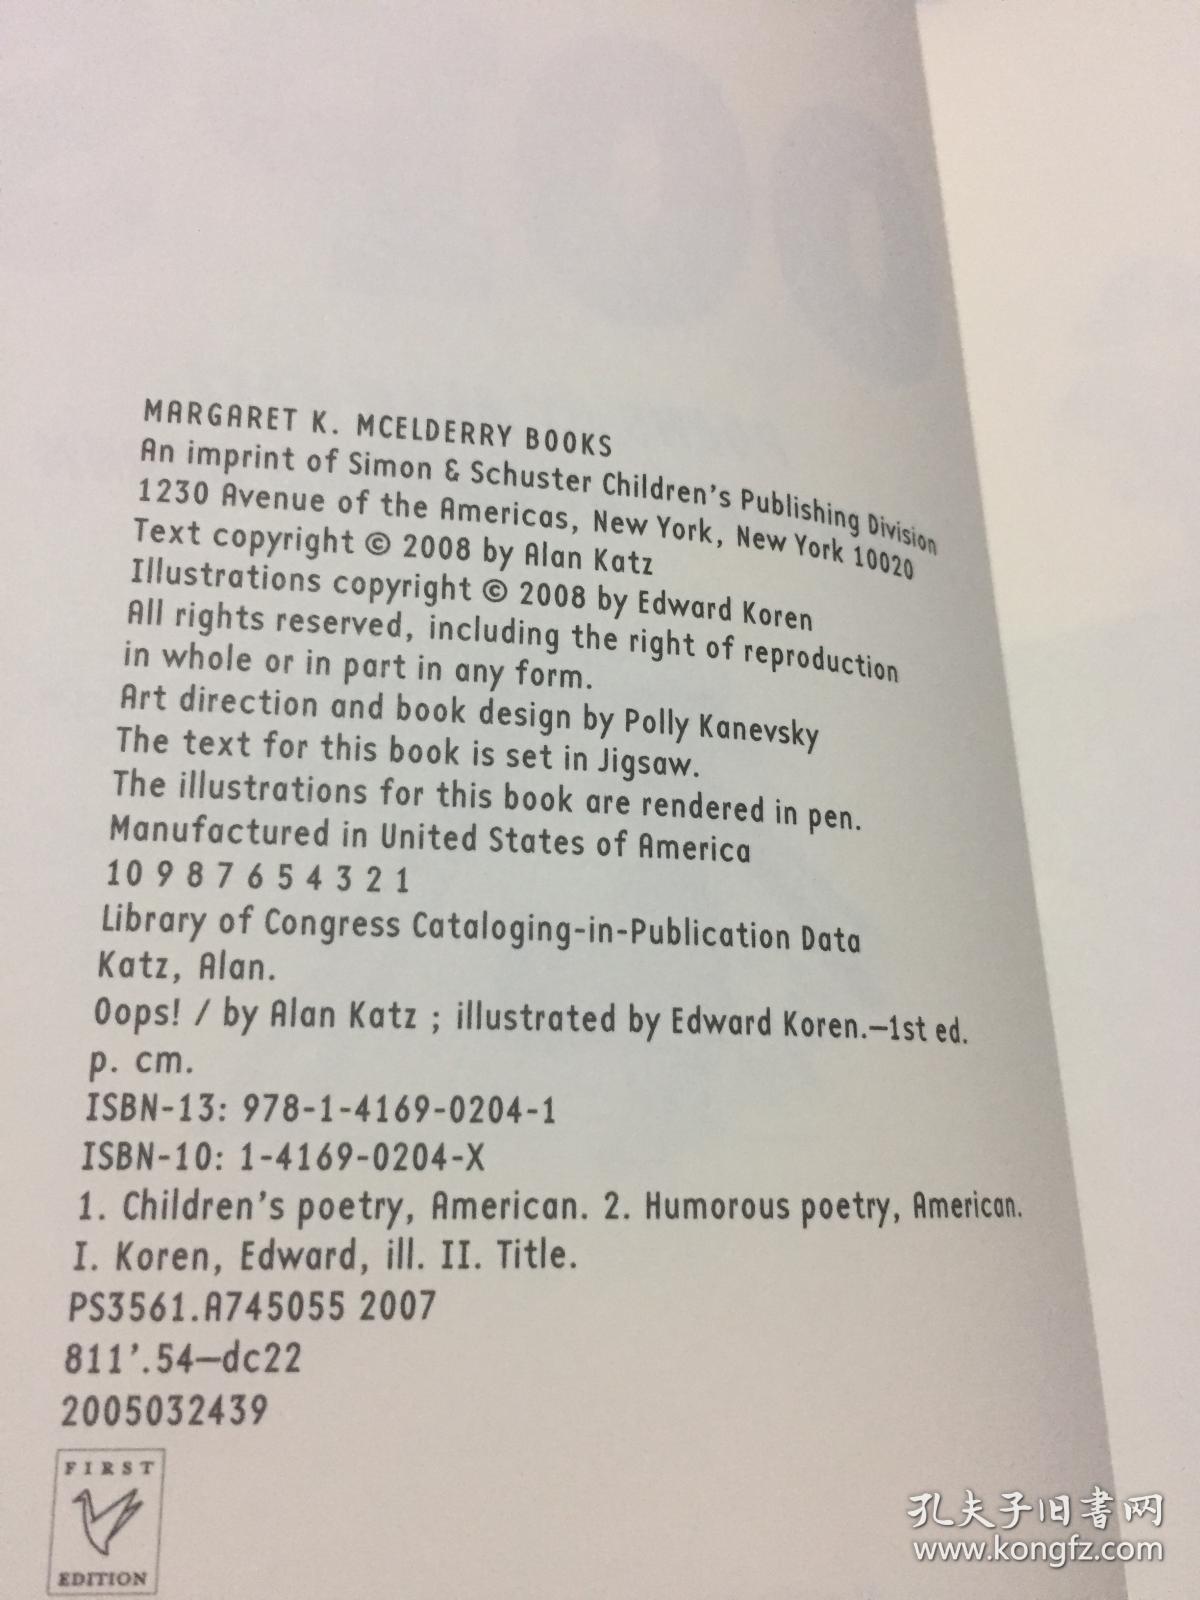 MARGARET K. MCELDERRY BOOKS
An imprint of Simon & Schuster Children's Publishing Division
1230 Avenue of the Americas, New York, New York 10020
Text copyright © 2008 by Alan Katz
Illustrations copyright © 2008 by Edward Koren
All rights reserved, including the right of reproduction
in whole or in part in any form.
Art direction and book design by Polly Kanevsky
The text for this book is set in Jigsaw.
The illustrations for this book are rendered in pen.
Manufactured in United States of America
10 9 8 7 6 5 4 3 2 1
Library of Congress Cataloging-in-Publication Data
Katz, Alan.
Oops! / by Alan Katz ; illustrated by Edward Koren.—1st ed.
p. cm.
ISBN-13: 978-1-4169-0204-1
ISBN-10: 1-4169-0204-X
1. Children's poetry, American. 2. Humorous poetry, American.
I. Koren, Edward, ill. II. Title.
PS3561.A745055 2007
811'.54—dc22
2005032439
FIRST
EDITION
孔夫子旧书网
www.kongfz.com